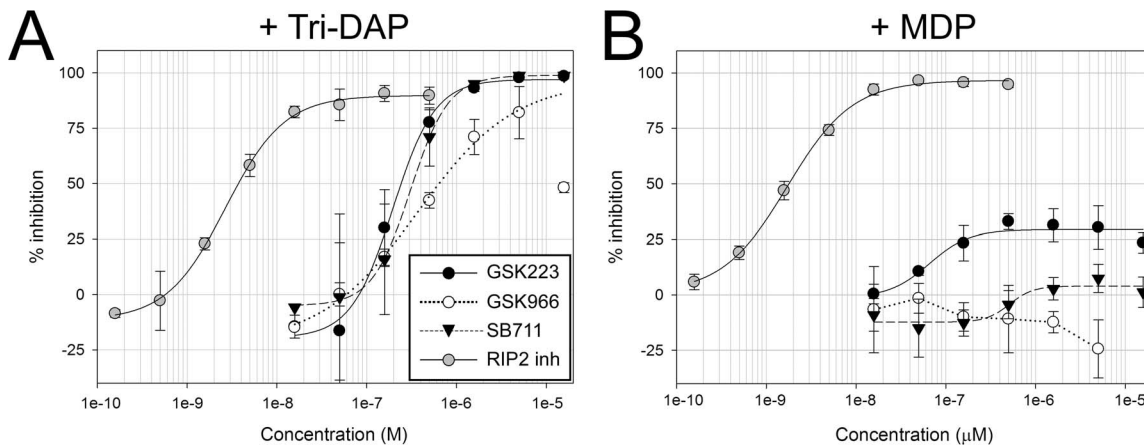 A
+ Tri-DAP
% inhibition
100
75
50
25
0
-25
1e-10 1e-9 1e-8 1e-7 1e-6 1e-5
Concentration (M)
GSK223
GSK966
SB711
RIP2 inh
B
+ MDP
% inhibition
100
75
50
25
0
-25
1e-10 1e-9 1e-8 1e-7 1e-6 1e-5
Concentration (μM)